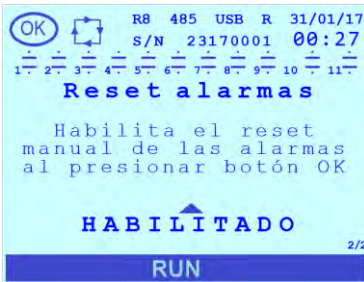 OK R8 485 USB R 31/01/17
S/N 23170001 00:27
1 2 3 4 5 6 7 8 9 10 11
Reset alarmas
Habilita el reset
manual de las alarmas
al presionar botón OK
HABILITADO
2/2
RUN